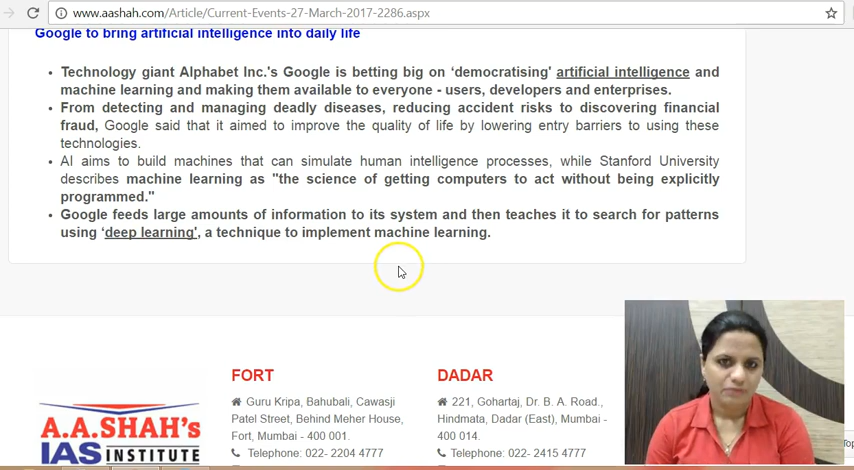 www.aashah.com/Article/Current-Events-27-March-2017-2286.aspx
Google to bring artificial intelligence into daily life
• Technology giant Alphabet Inc.'s Google is betting big on ‘democratising' artificial intelligence and
machine learning and making them available to everyone - users, developers and enterprises.
• From detecting and managing deadly diseases, reducing accident risks to discovering financial
fraud, Google said that it aimed to improve the quality of life by lowering entry barriers to using these
technologies.
• AI aims to build machines that can simulate human intelligence processes, while Stanford University
describes machine learning as "the science of getting computers to act without being explicitly
programmed."
• Google feeds large amounts of information to its system and then teaches it to search for patterns
using ‘deep learning', a technique to implement machine learning.
A.A.SHAH's
IAS INSTITUTE
FORT
Guru Kripa, Bahubali, Cawasji
Patel Street, Behind Meher House,
Fort, Mumbai - 400 001.
Telephone: 022- 2204 4777
DADAR
221, Gohartaj, Dr. B. A. Road.,
Hindmata, Dadar (East), Mumbai -
400 014.
Telephone: 022- 2415 4777
Top